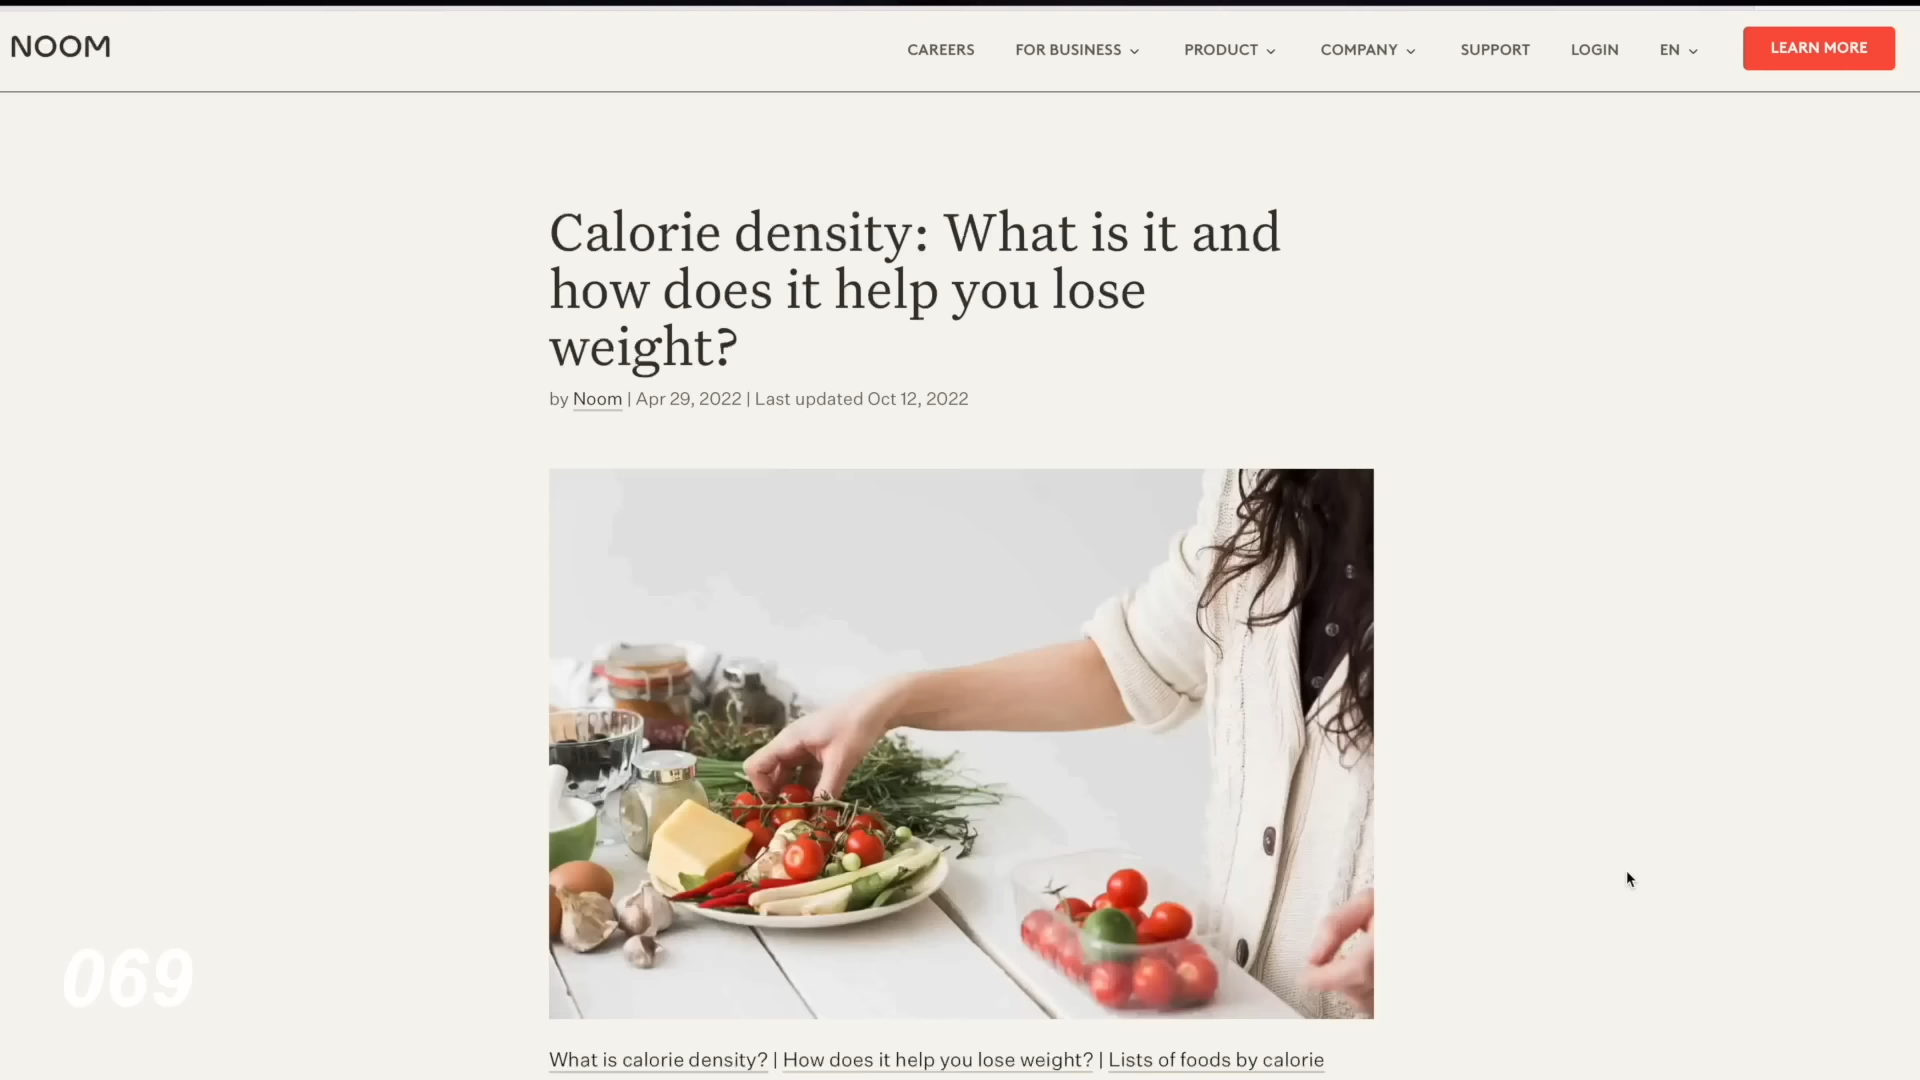 NOOM
CAREERS FOR BUSINESS PRODUCT COMPANY SUPPORT LOGIN EN LEARN MORE
Calorie density: What is it and
how does it help you lose
weight?
by Noom | Apr 29, 2022 | Last updated Oct 12, 2022
069
What is calorie density? | How does it help you lose weight? | Lists of foods by calorie